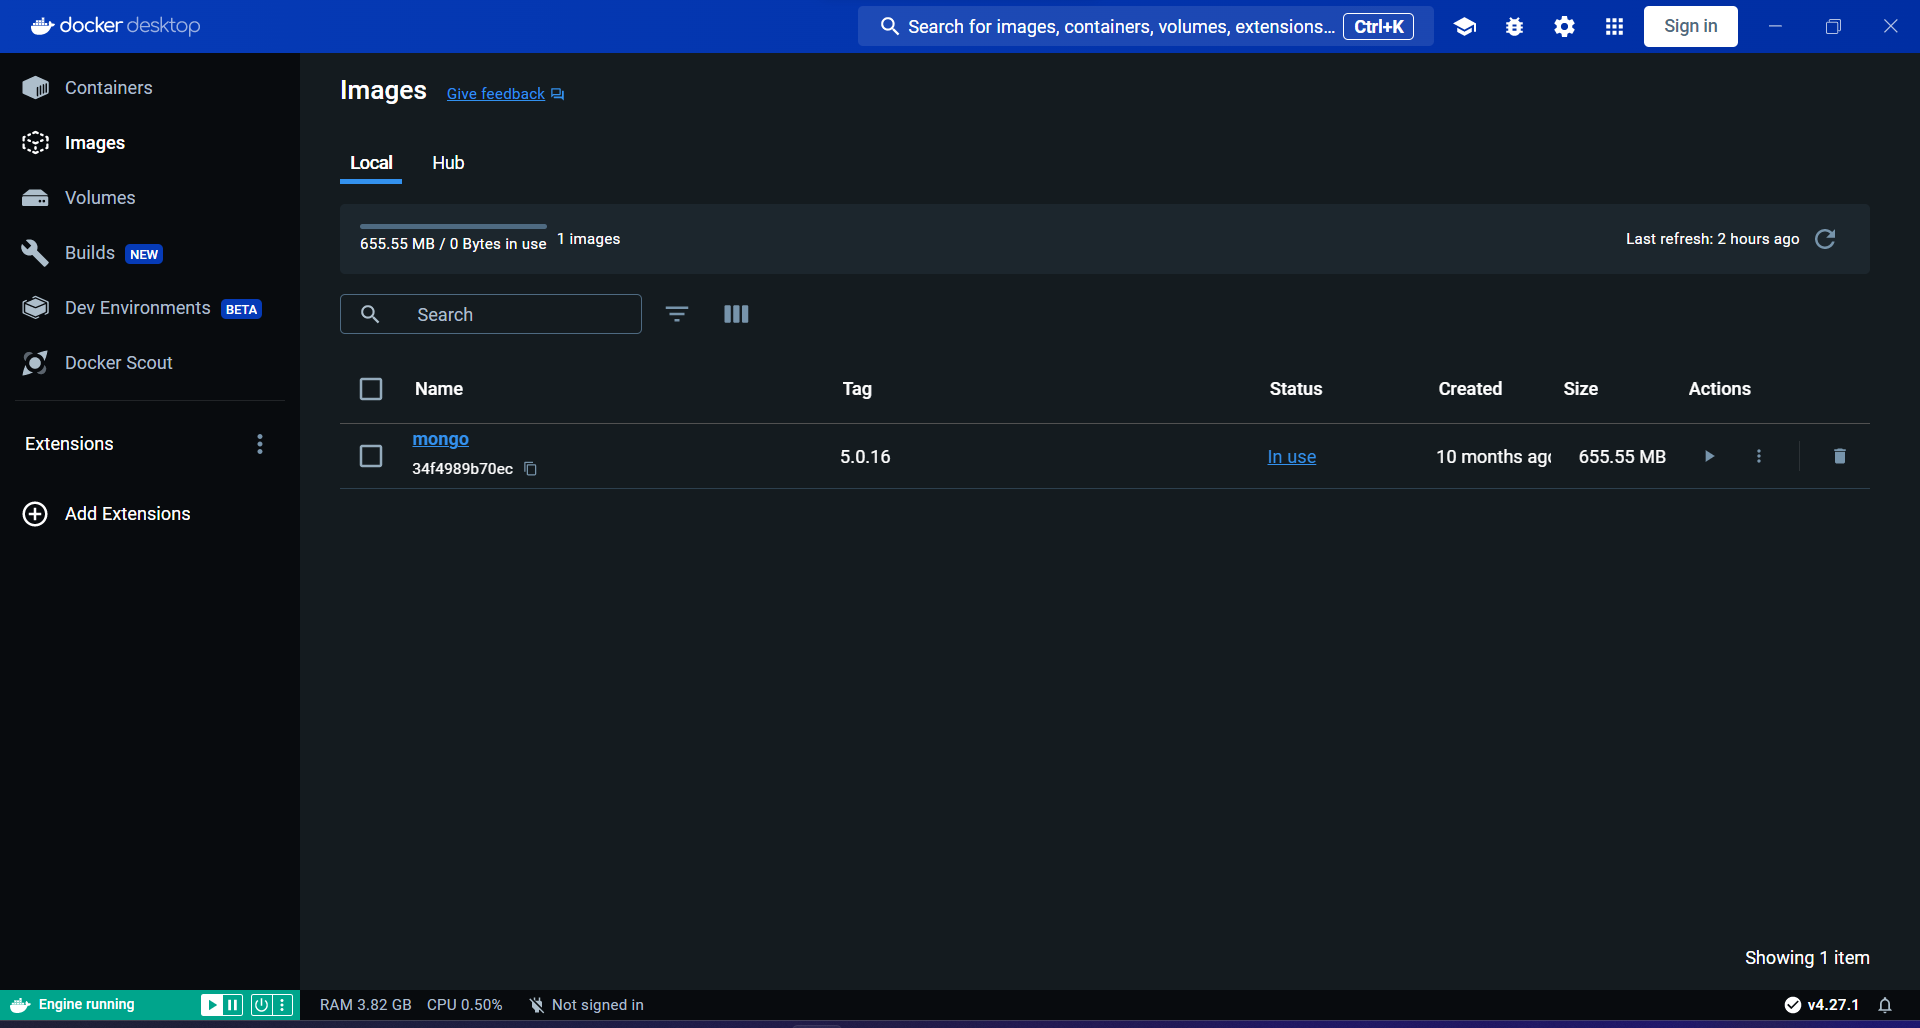 docker desktop
Search for images, containers, volumes, extensions... Ctrl+K
Sign in
Containers
Images
Volumes
Builds NEW
Dev Environments BETA
Docker Scout
Extensions
Add Extensions
Images Give feedback
Local Hub
655.55 MB / 0 Bytes in use 1 images
Last refresh: 2 hours ago
Search
Name Tag Status Created Size Actions
mongo
34f4989b70ec
5.0.16 In use 10 months ago 655.55 MB
Showing 1 item
Engine running
RAM 3.82 GB CPU 0.50% Not signed in
v4.27.1